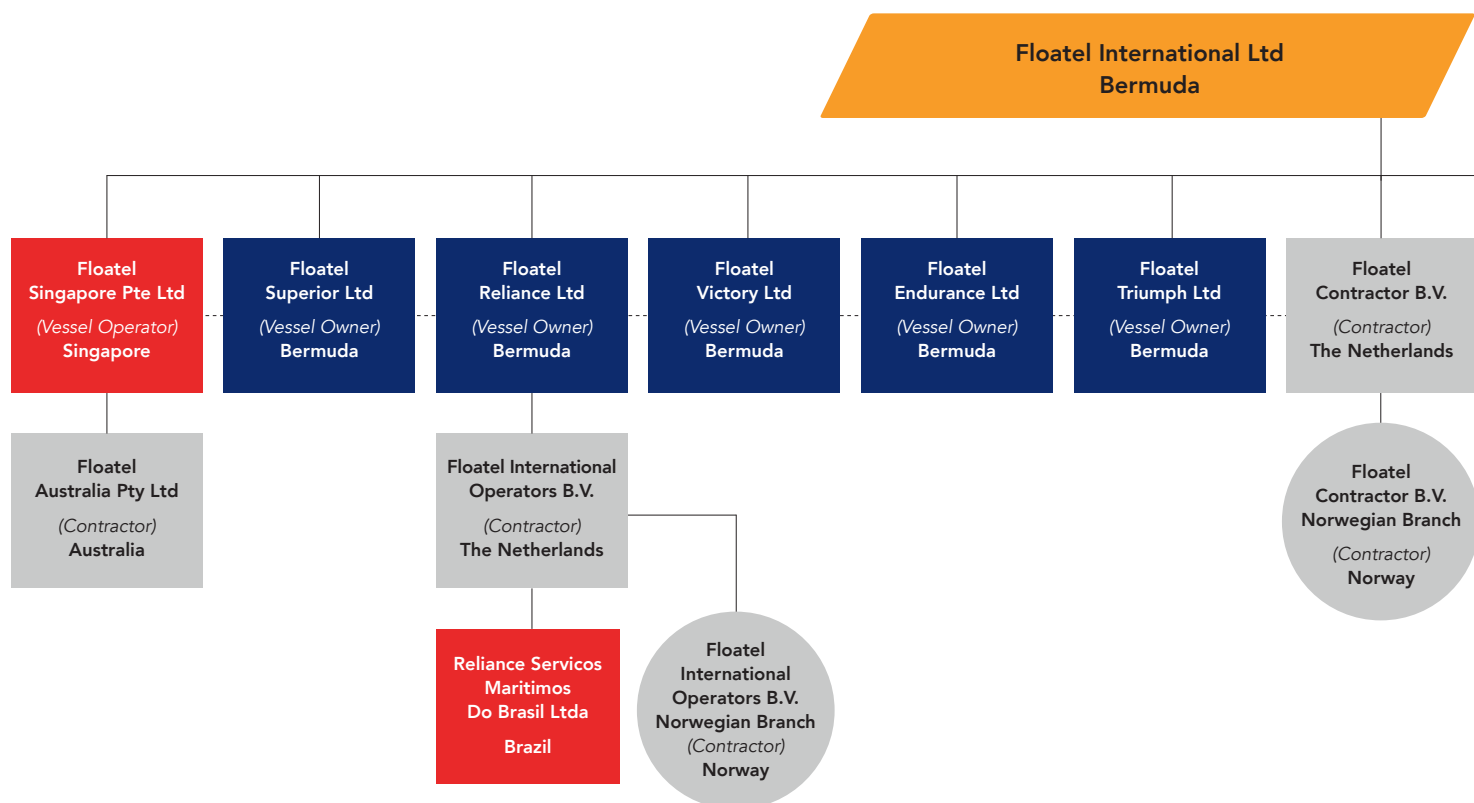 Floatel International Ltd
Bermuda
Floatel
Singapore Pte Ltd
(Vessel Operator)
Singapore
Floatel
Superior Ltd
(Vessel Owner)
Bermuda
Floatel
Reliance Ltd
(Vessel Owner)
Bermuda
Floatel
Victory Ltd
(Vessel Owner)
Bermuda
Floatel
Endurance Ltd
(Vessel Owner)
Bermuda
Floatel
Triumph Ltd
(Vessel Owner)
Bermuda
Floatel
Contractor B.V.
(Contractor)
The Netherlands
Floatel
Australia Pty Ltd
(Contractor)
Australia
Floatel International
Operators B.V.
(Contractor)
The Netherlands
Floatel
Contractor B.V.
Norwegian Branch
(Contractor)
Norway
Reliance Servicos
Maritimos
Do Brasil Ltda
Brazil
Floatel
International
Operators B.V.
Norwegian Branch
(Contractor)
Norway